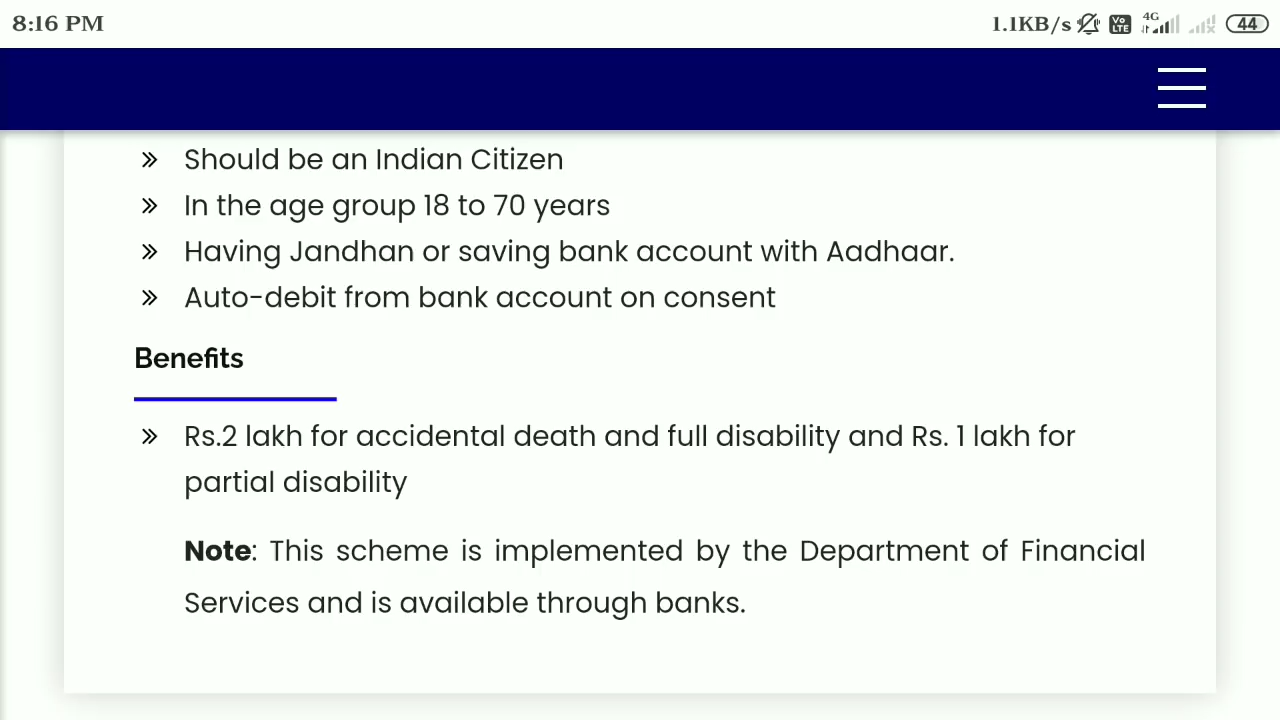 8:16 PM
1.1KB/s Vo LTE 4G 44
Should be an Indian Citizen
In the age group 18 to 70 years
Having Jandhan or saving bank account with Aadhaar.
Auto-debit from bank account on consent
Benefits
Rs.2 lakh for accidental death and full disability and Rs. 1 lakh for
partial disability
Note: This scheme is implemented by the Department of Financial
Services and is available through banks.